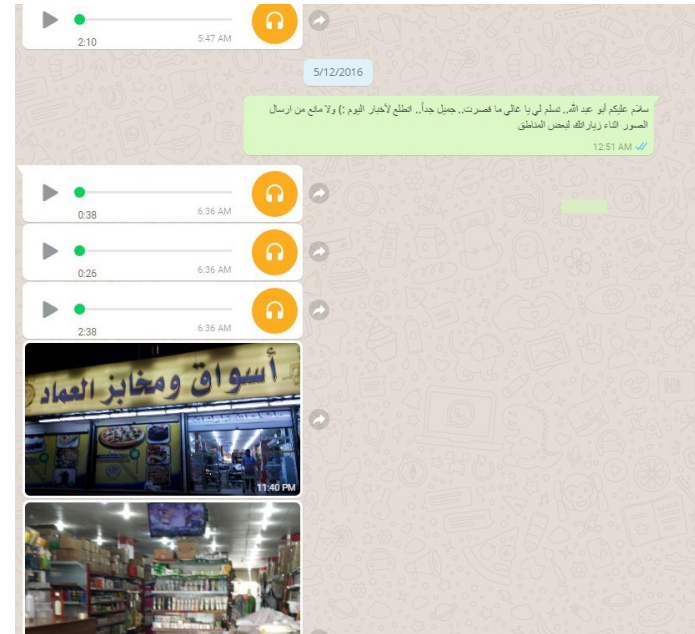 2:10
5:47 AM
5/12/2016
سلام عليكم أبو عبد الله.. تسلم لي يا غالي ما قصرت.. جميل جداً.. اتطلع لأخبار اليوم :) ولا مانع من ارسال
الصور اثناء زياراتك لبعض المناطق
12:51 AM
0:38
6:36 AM
0:26
6:36 AM
2:38
6:36 AM
أسواق ومخابز العماد
11:40 PM